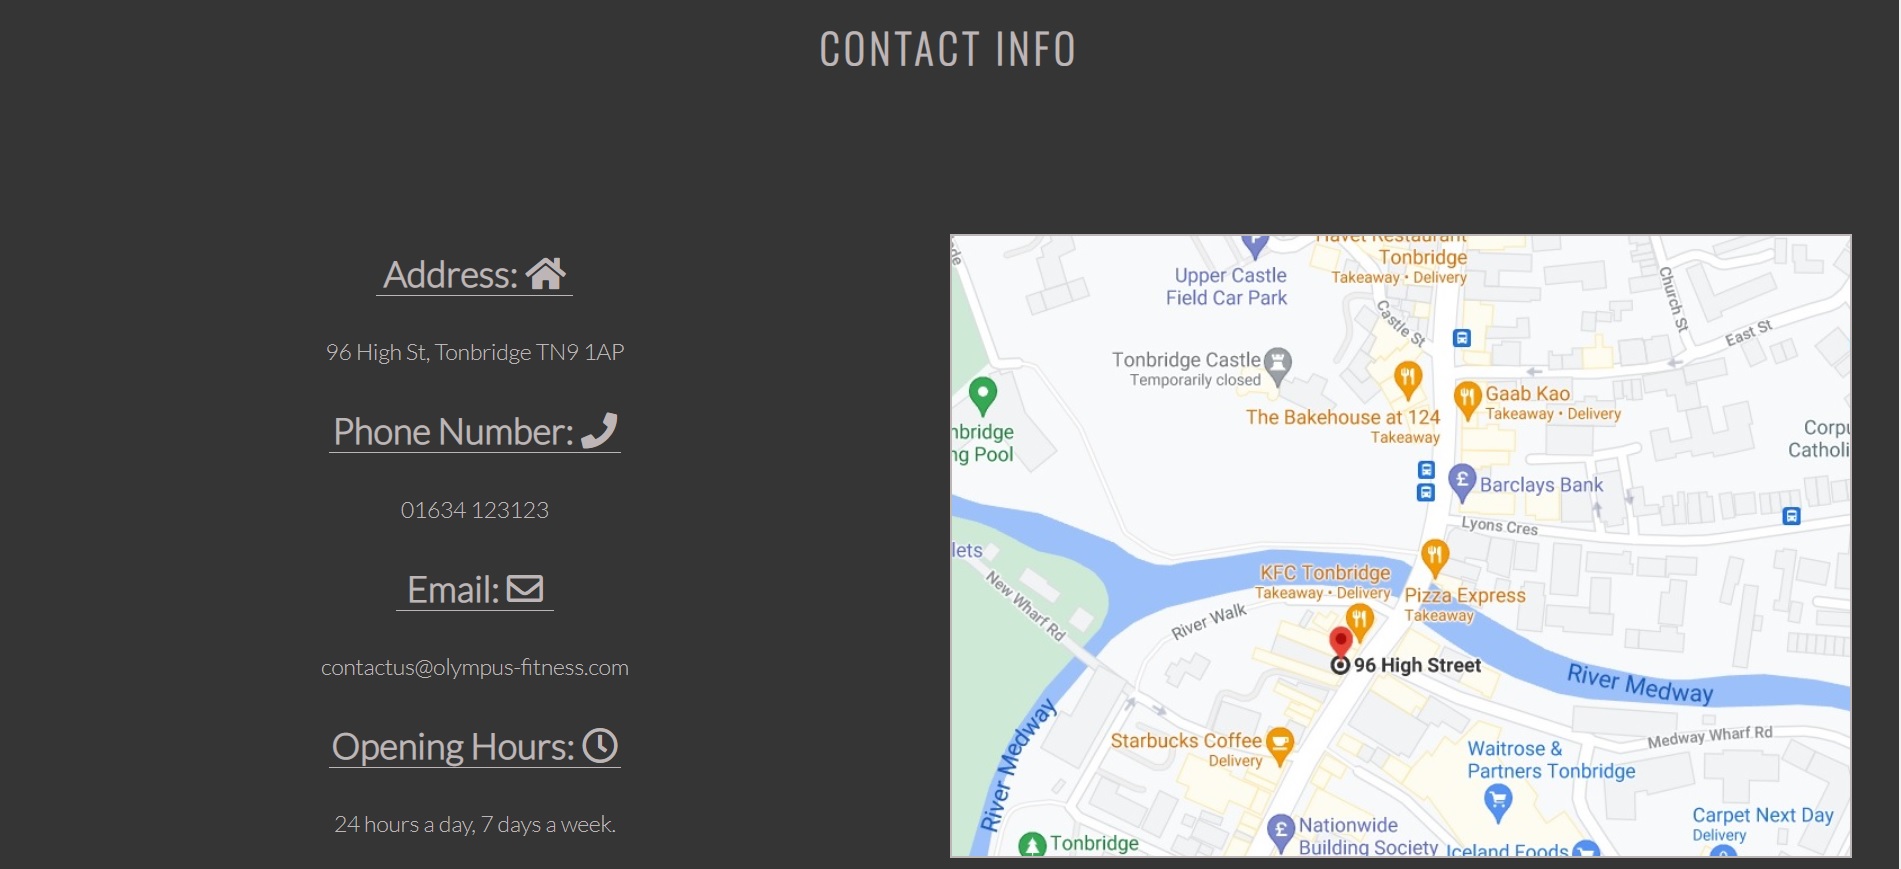 CONTACT INFO
Address:
96 High St, Tonbridge TN9 1AP
Phone Number:
01634 123123
Email:
contactus@olympus-fitness.com
Opening Hours:
24 hours a day, 7 days a week.
Havet Restaurant
Tonbridge
Takeaway • Delivery
Upper Castle
Field Car Park
Castle St
Church St
East St
Tonbridge Castle
Temporarily closed
The Bakehouse at 124
Takeaway
Gaab Kao
Takeaway • Delivery
nbridge
ng Pool
Corpu
Catholi
Barclays Bank
Lyons Cres
lets
New Wharf Rd
KFC Tonbridge
Takeaway • Delivery
Pizza Express
Takeaway
River Walk
96 High Street
River Medway
River Medway
Starbucks Coffee
Delivery
Medway Wharf Rd
Waitrose &
Partners Tonbridge
Carpet Next Day
Delivery
Nationwide
Building Society
Iceland Foods
Tonbridge